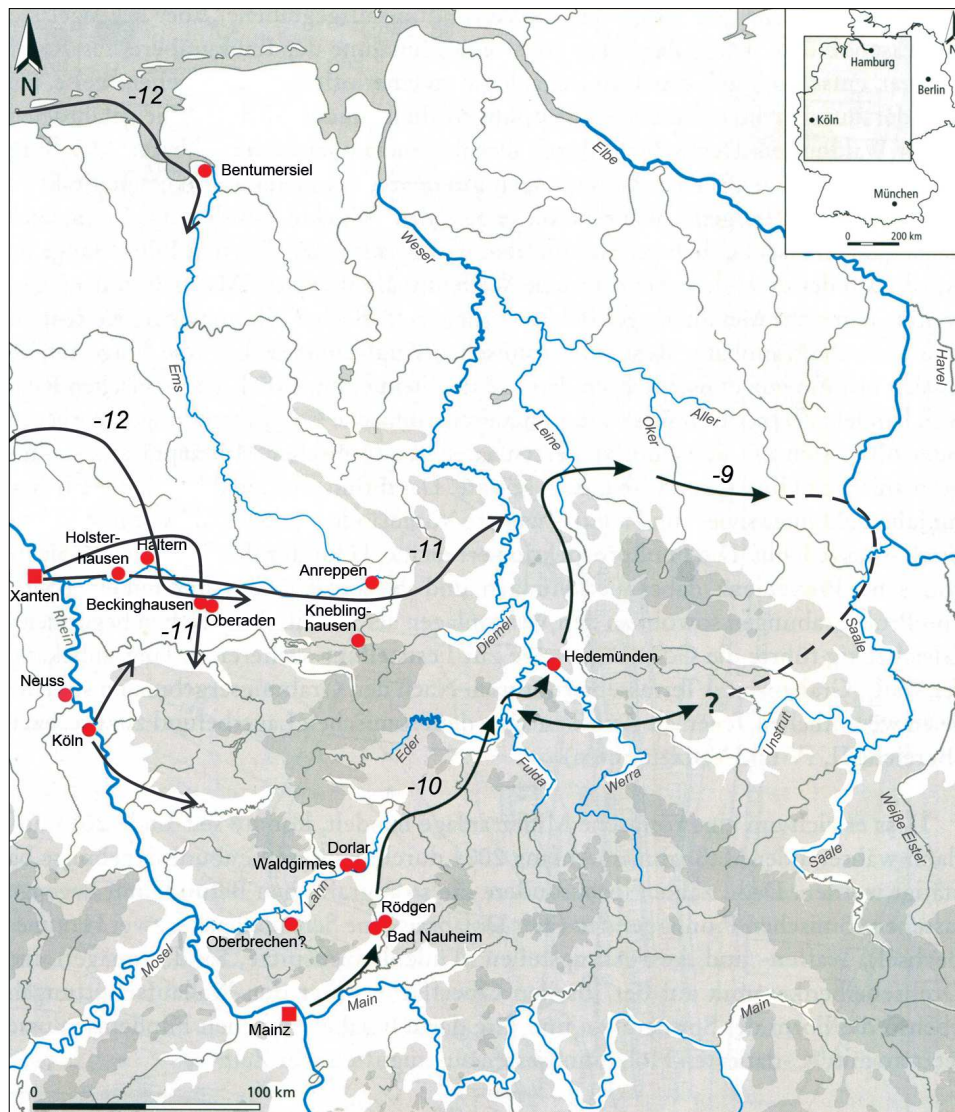 N
-12
Bentumersiel
Hamburg
Berlin
Köln
München
0 200 km
Elbe
Weser
Ems
Havel
Aller
Oker
Leine
-12
-9
Holster-
hausen
Haltern
-11
Anreppen
Xanten
Beckinghausen
Oberaden
Knebling-
hausen
Rhein
-11
Diemel
Saale
Hedemünden
Neuss
?
Köln
Eder
Unstrut
Fulda
Werra
-10
Weiße Elster
Saale
Dorlar
Waldgirmes
Lahn
Rödgen
Oberbrechen?
Bad Nauheim
Mosel
Main
Main
Mainz
0 100 km